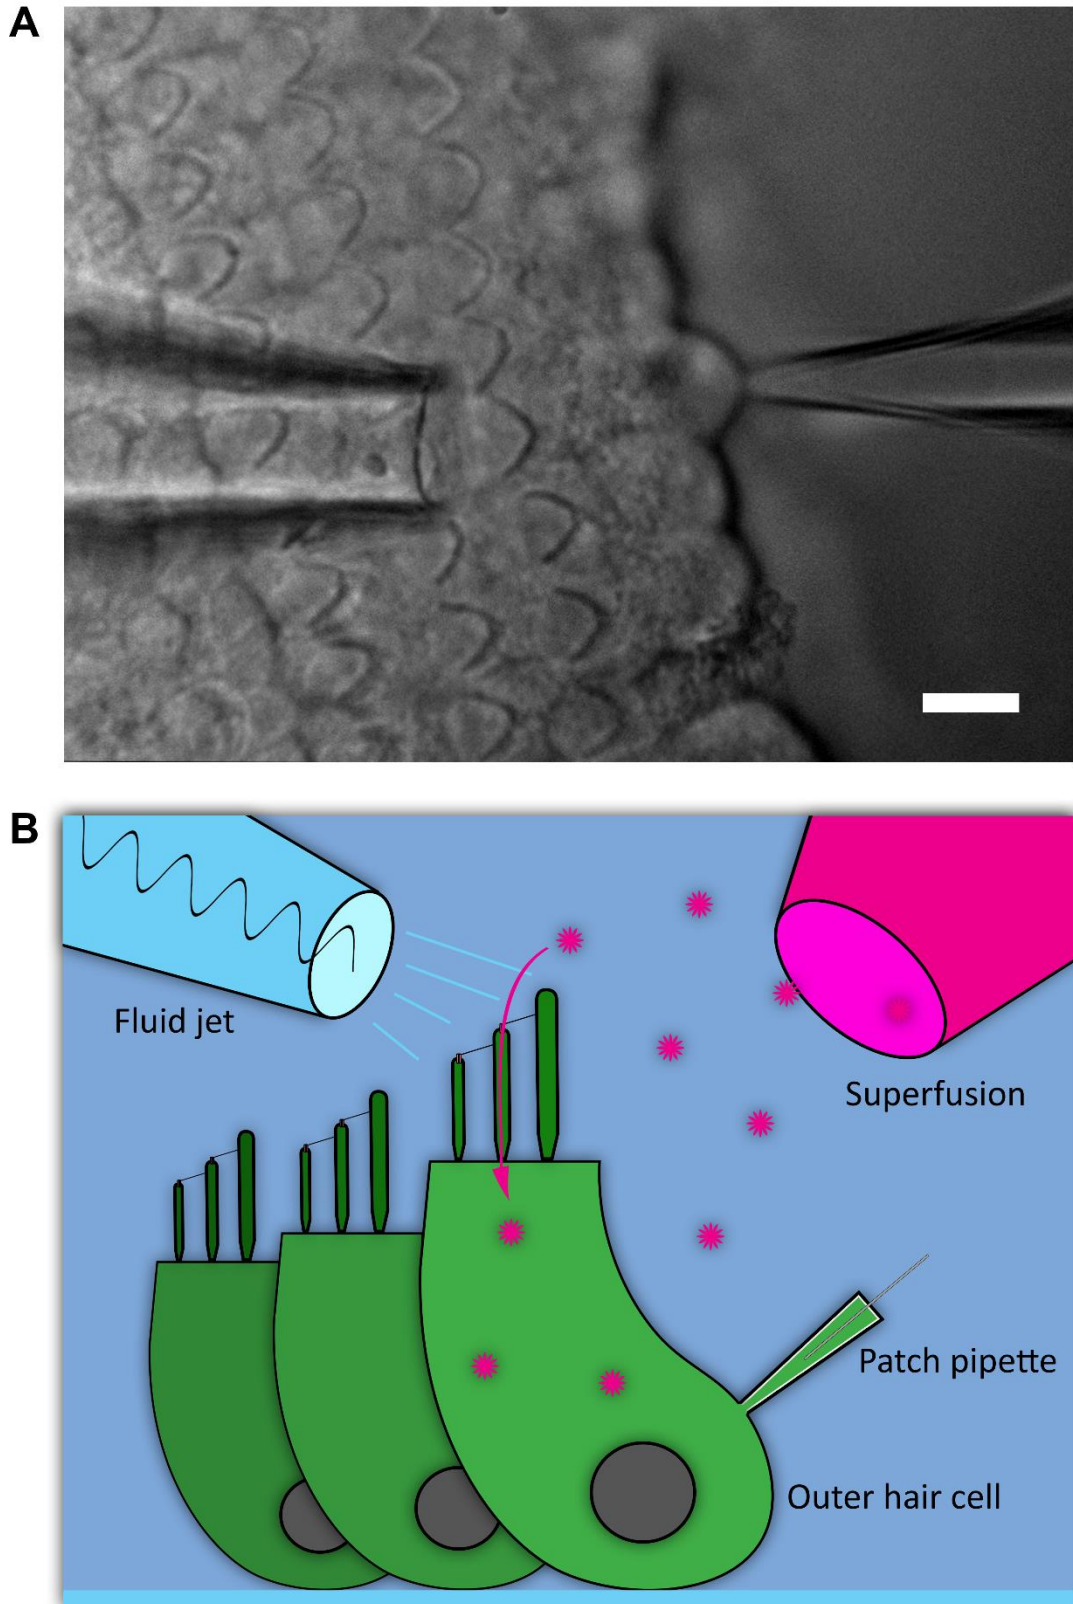 A
B
Fluid jet
Superfusion
Patch pipette
Outer hair cell